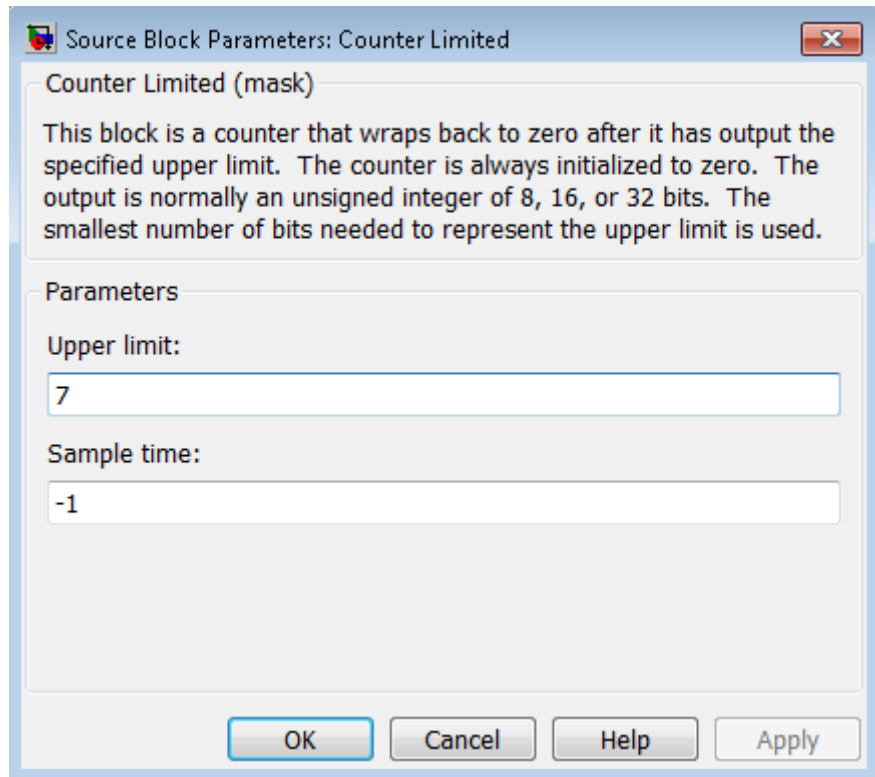 Source Block Parameters: Counter Limited
Counter Limited (mask)
This block is a counter that wraps back to zero after it has output the
specified upper limit.  The counter is always initialized to zero.  The
output is normally an unsigned integer of 8, 16, or 32 bits.  The
smallest number of bits needed to represent the upper limit is used.
Parameters
Upper limit:
7
Sample time:
-1
OK Cancel Help Apply